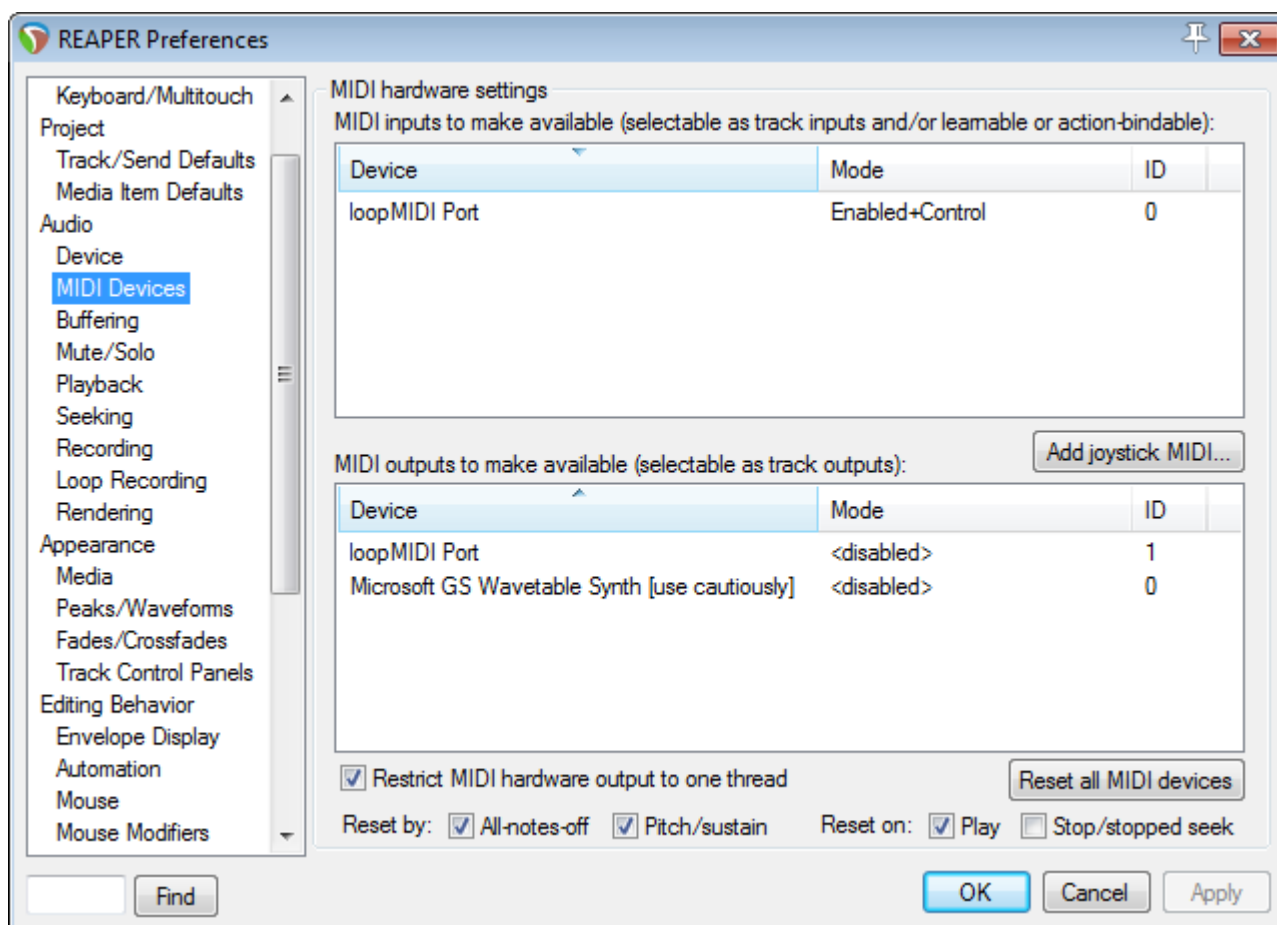 REAPER Preferences
Keyboard/Multitouch
Project
Track/Send Defaults
Media Item Defaults
Audio
Device
MIDI Devices
Buffering
Mute/Solo
Playback
Seeking
Recording
Loop Recording
Rendering
Appearance
Media
Peaks/Waveforms
Fades/Crossfades
Track Control Panels
Editing Behavior
Envelope Display
Automation
Mouse
Mouse Modifiers
Find
MIDI hardware settings
MIDI inputs to make available (selectable as track inputs and/or learnable or action-bindable):
Device Mode ID
loopMIDI Port Enabled+Control 0
Add joystick MIDI...
MIDI outputs to make available (selectable as track outputs):
Device Mode ID
loopMIDI Port <disabled> 1
Microsoft GS Wavetable Synth [use cautiously] <disabled> 0
Restrict MIDI hardware output to one thread
Reset all MIDI devices
Reset by: All-notes-off Pitch/sustain Reset on: Play Stop/stopped seek
OK Cancel Apply